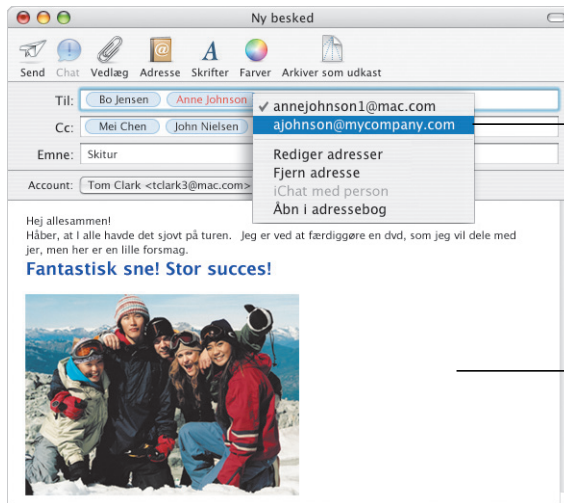 Ny besked
Send Chat Vedlæg Adresse Skrifter Farver Arkiver som udkast
Til: Bo Jensen Anne Johnson
✓ annejohnson1@mac.com
ajohnson@mycompany.com
Rediger adresser
Fjern adresse
iChat med person
Åbn i adressebog
Cc: Mei Chen John Nielsen
Emne: Skitur
Account: Tom Clark <tclark3@mac.com>
Hej allesammen!
Håber, at I alle havde det sjovt på turen. Jeg er ved at færdiggøre en dvd, som jeg vil dele med
jer, men her er en lille forsmag.
Fantastisk sne! Stor succes!